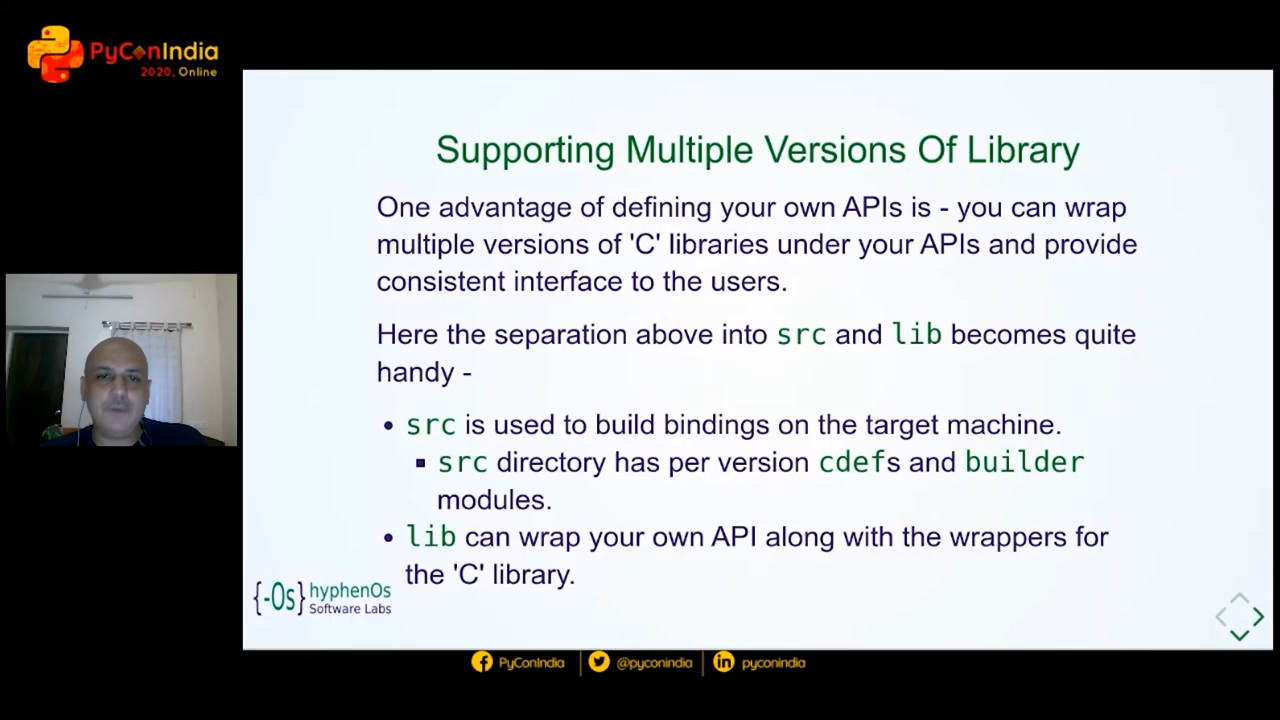 PyConIndia
2020, Online
Supporting Multiple Versions Of Library
One advantage of defining your own APIs is - you can wrap
multiple versions of 'C' libraries under your APIs and provide
consistent interface to the users.
Here the separation above into src and lib becomes quite
handy -
• src is used to build bindings on the target machine.
▪ src directory has per version cdefs and builder
modules.
• lib can wrap your own API along with the wrappers for
the 'C' library.
{-Os} hyphenOs
Software Labs
PyConIndia @pyconindia pyconindia